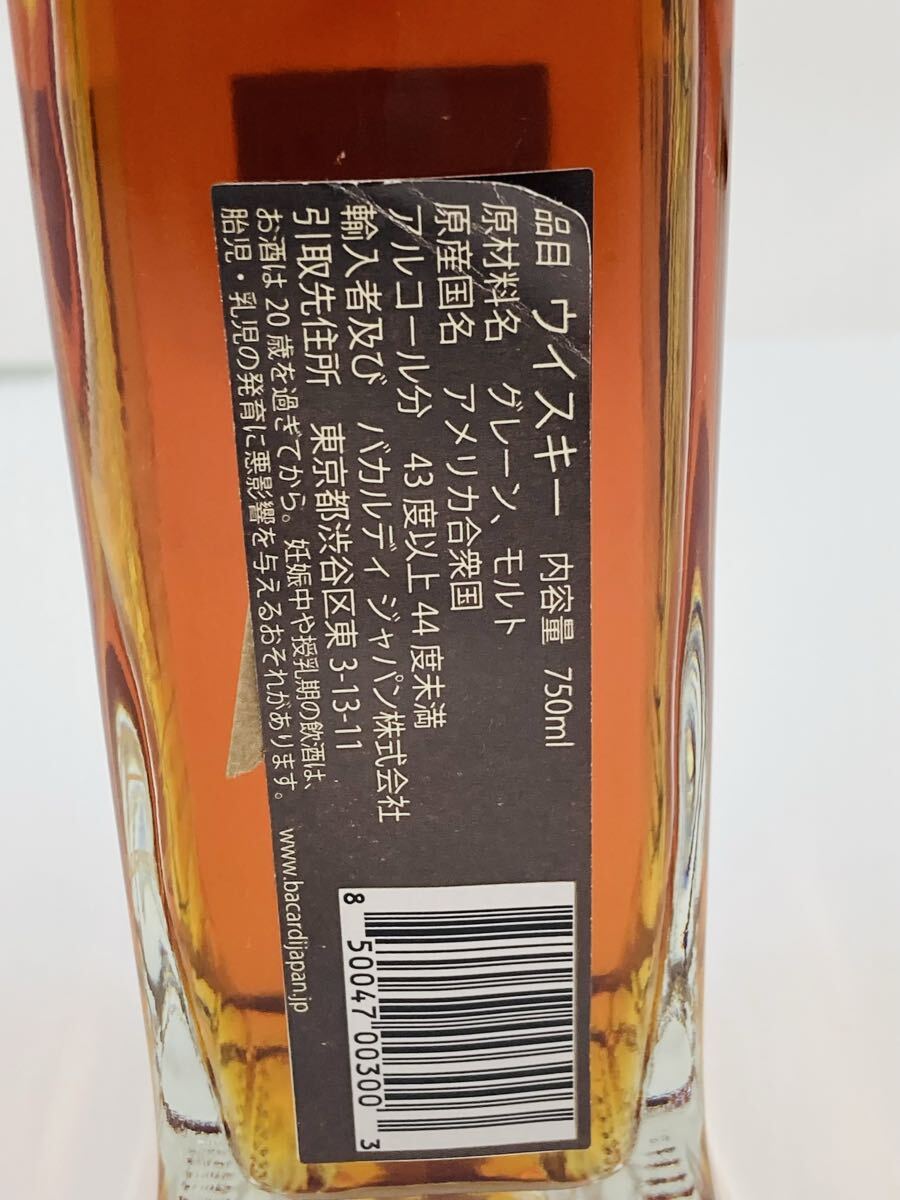 品目 ウイスキー 内容量 750ml
原材料名 グレーン、モルト
原産国名 アメリカ合衆国
アルコール分 43度以上44度未満
輸入者及び バカルディ ジャパン株式会社
引取先住所 東京都渋谷区東 3-13-11
お酒は20歳を過ぎてから。妊娠中や授乳期の飲酒は、
胎児・乳児の発育に悪影響を与えるおそれがあります。 www.bacardijapan.jp
8 50047 00300 3